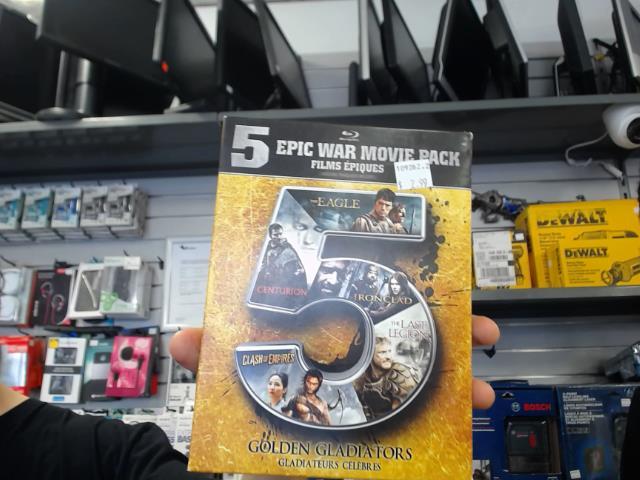 5 EPIC WAR MOVIE PACK
FILMS ÉPIQUES
THE EAGLE
CENTURION
IRONCLAD
THE LAST LEGION
CLASH OF EMPIRES
GOLDEN GLADIATORS
GLADIATEURS CÉLÈBRES
DEWALT
DEWALT
BOSCH